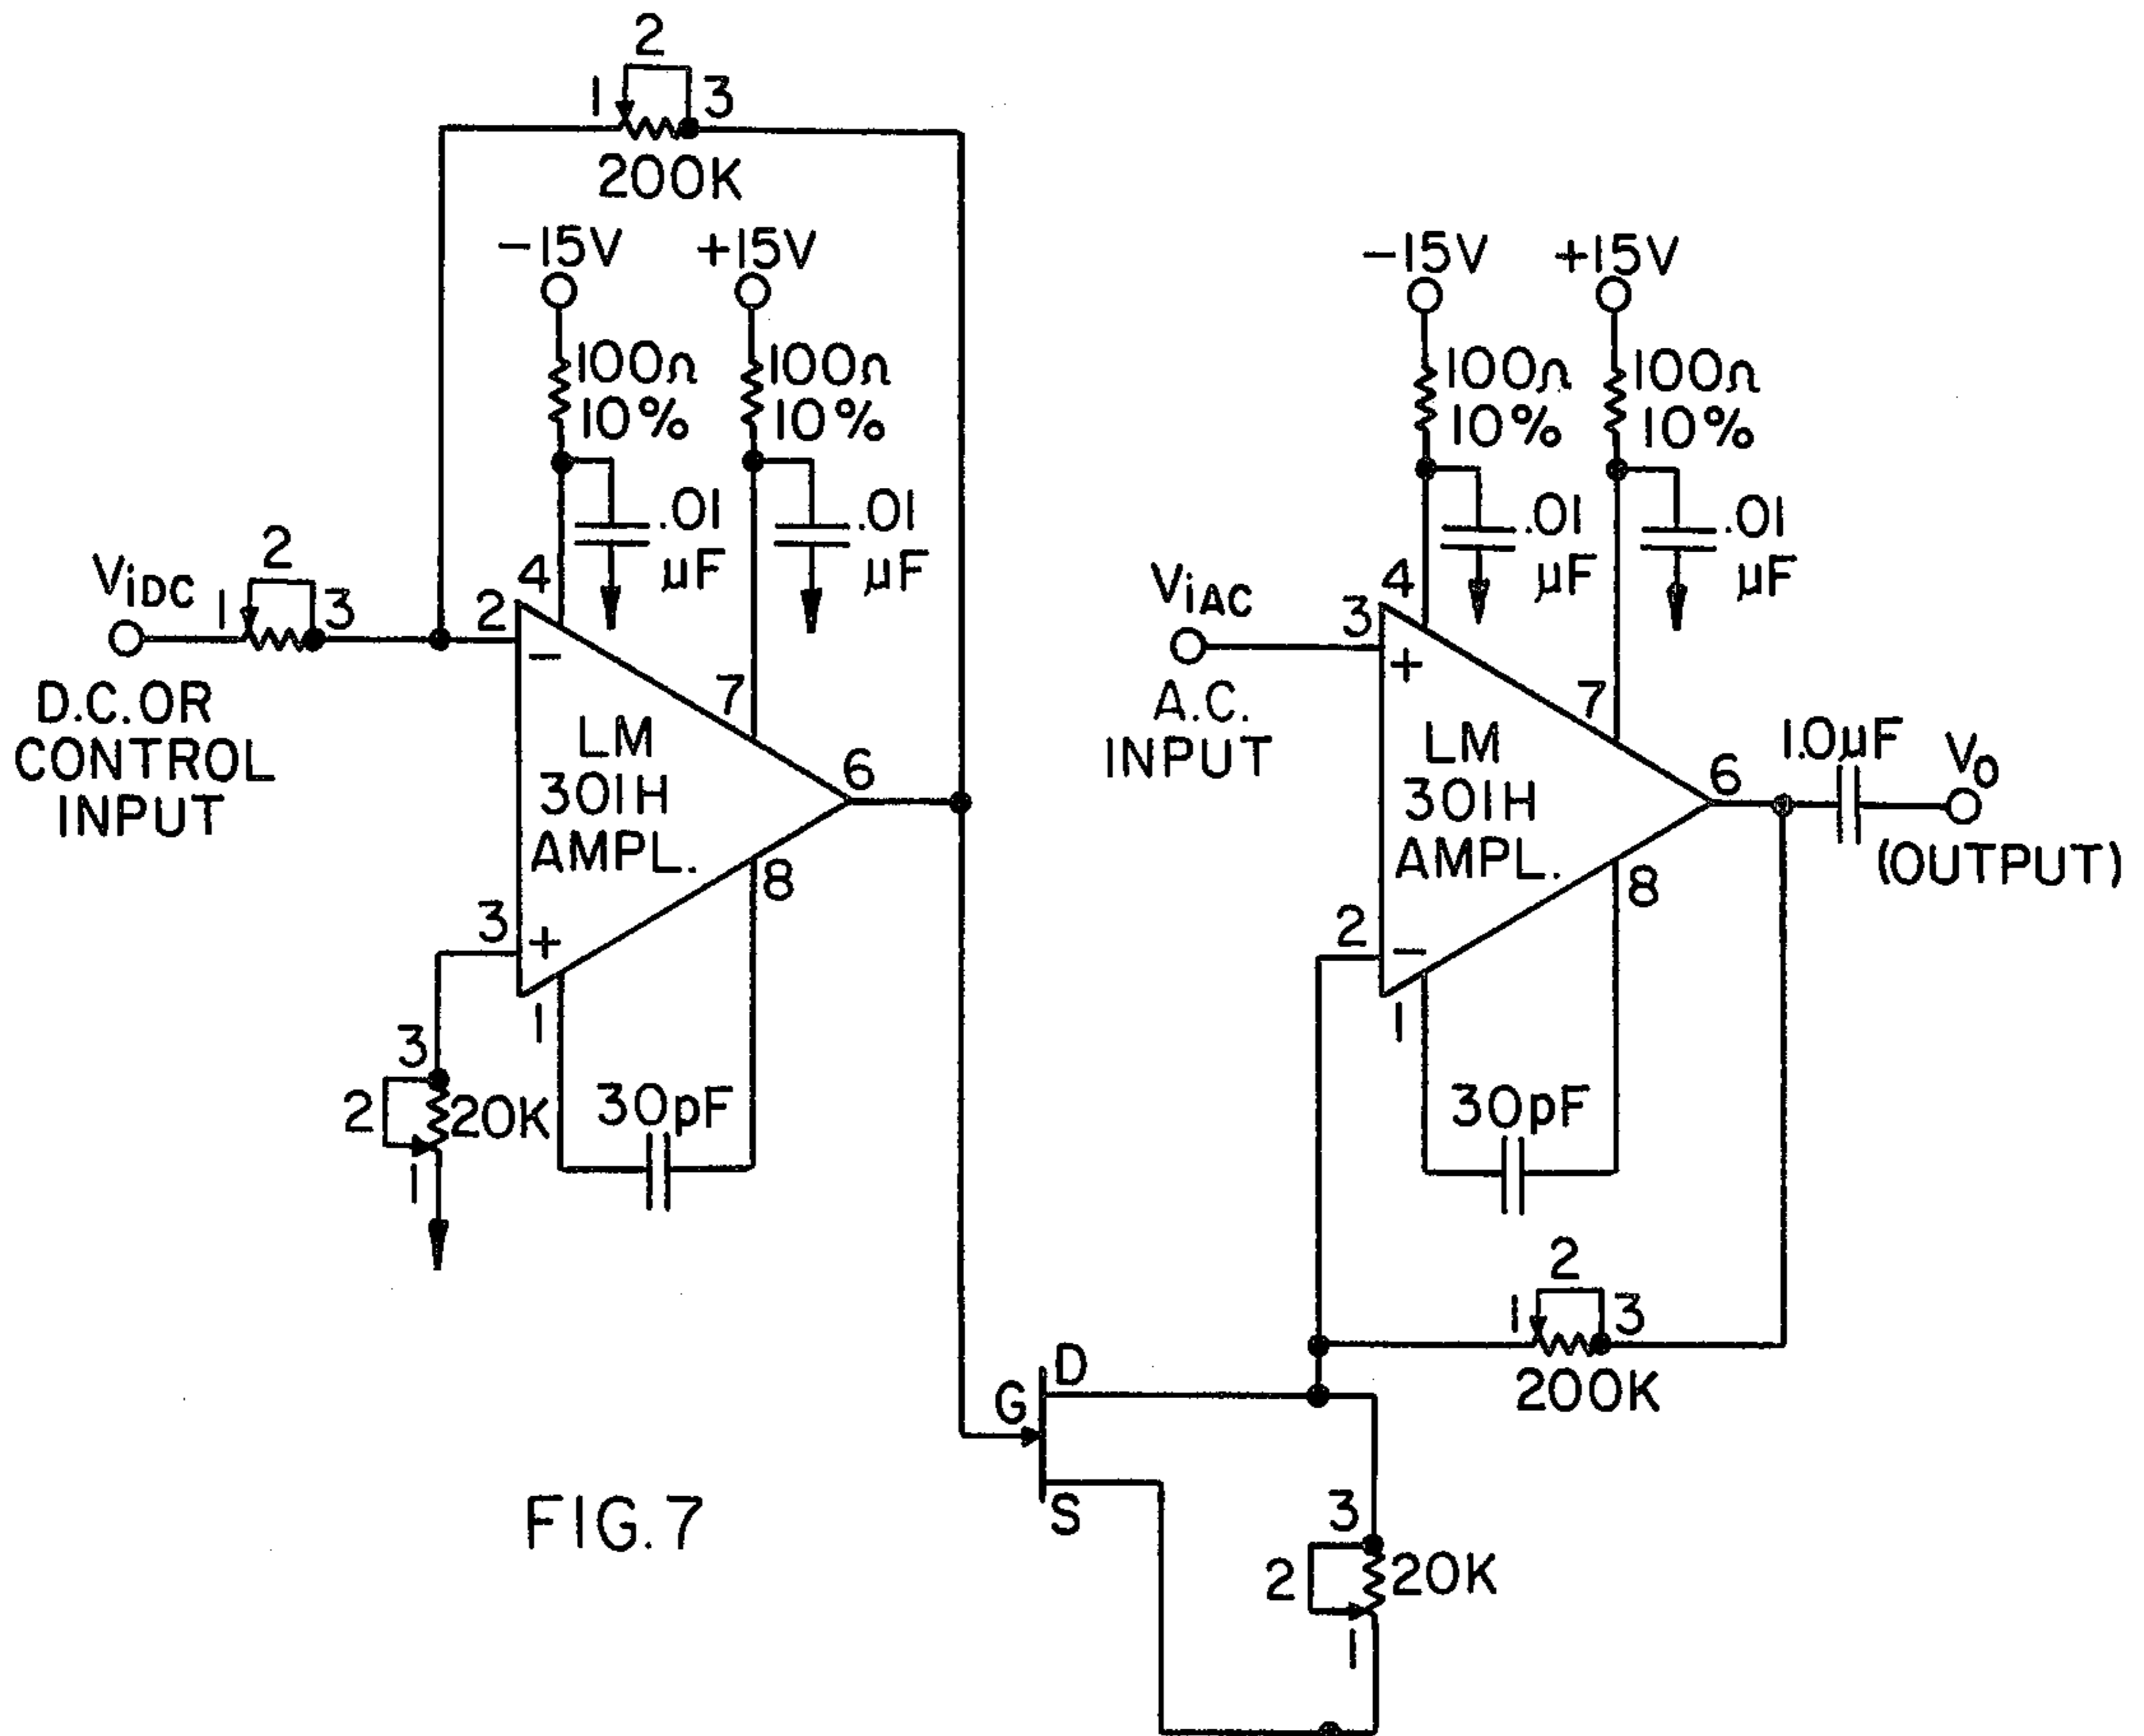 2
1
3
200K
-15V
+15V
100Ω
10%
100Ω
10%
.01
μF
.01
μF
ViDC
1
2
3
D.C. OR
CONTROL
INPUT
2
4
-
7
LM
301H
AMPL.
6
8
3
+
1
3
2
20K
1
30pF
-15V
+15V
100Ω
10%
100Ω
10%
.01
μF
.01
μF
ViAC
A.C.
INPUT
3
4
+
7
LM
301H
AMPL.
6
8
1.0μF
VO
(OUTPUT)
2
-
1
30pF
2
1
3
200K
G
D
S
3
2
20K
1
FIG. 7